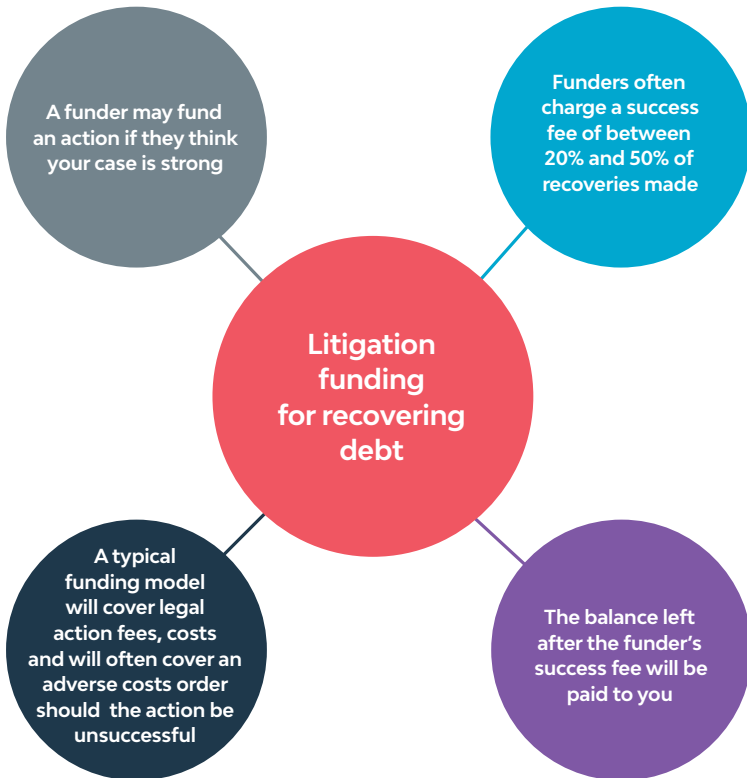 A funder may fund
an action if they think
your case is strong
Funders often
charge a success
fee of between
20% and 50% of
recoveries made
Litigation
funding
for recovering
debt
A typical
funding model
will cover legal
action fees, costs
and will often cover an
adverse costs order
should the action be
unsuccessful
The balance left
after the funder’s
success fee will be
paid to you